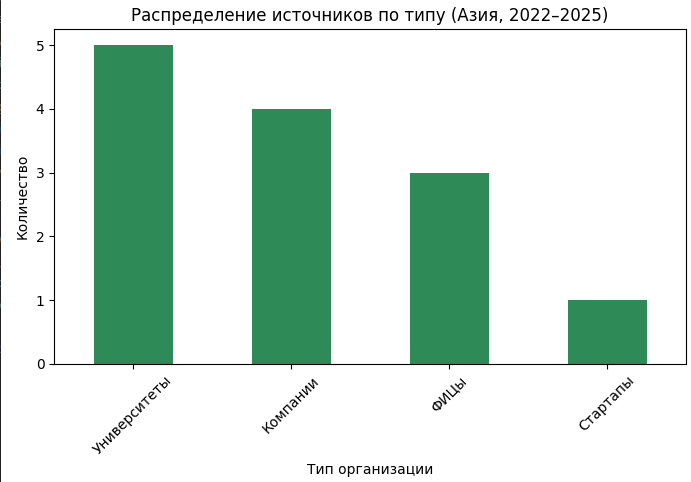 Распределение источников по типу (Азия, 2022–2025)
Количество
5
4
3
2
1
0
Университеты
Компании
ФИЦы
Стартапы
Тип организации